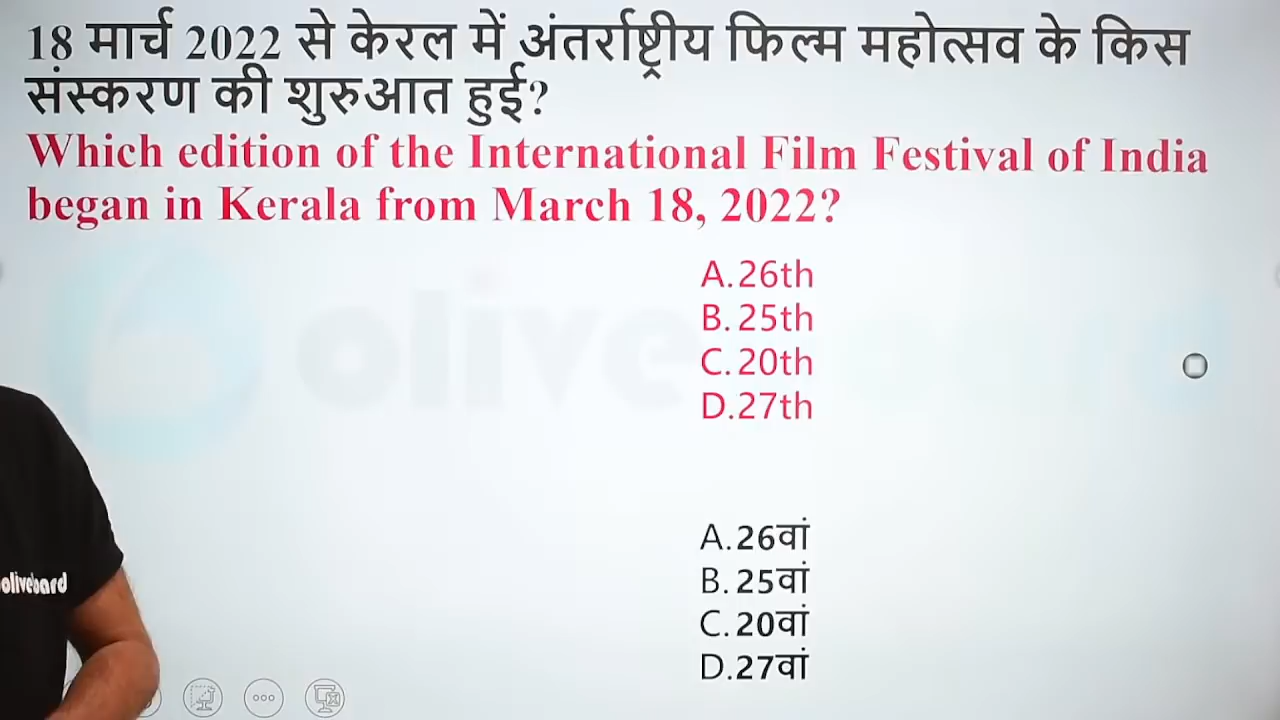 18 मार्च 2022 से केरल में अंतर्राष्ट्रीय फिल्म महोत्सव के किस
संस्करण की शुरुआत हुई?
Which edition of the International Film Festival of India
began in Kerala from March 18, 2022?
A.26th
B.25th
C.20th
D.27th
oliveboard
A.26वां
B.25वां
C.20वां
D.27वां
oliveboard